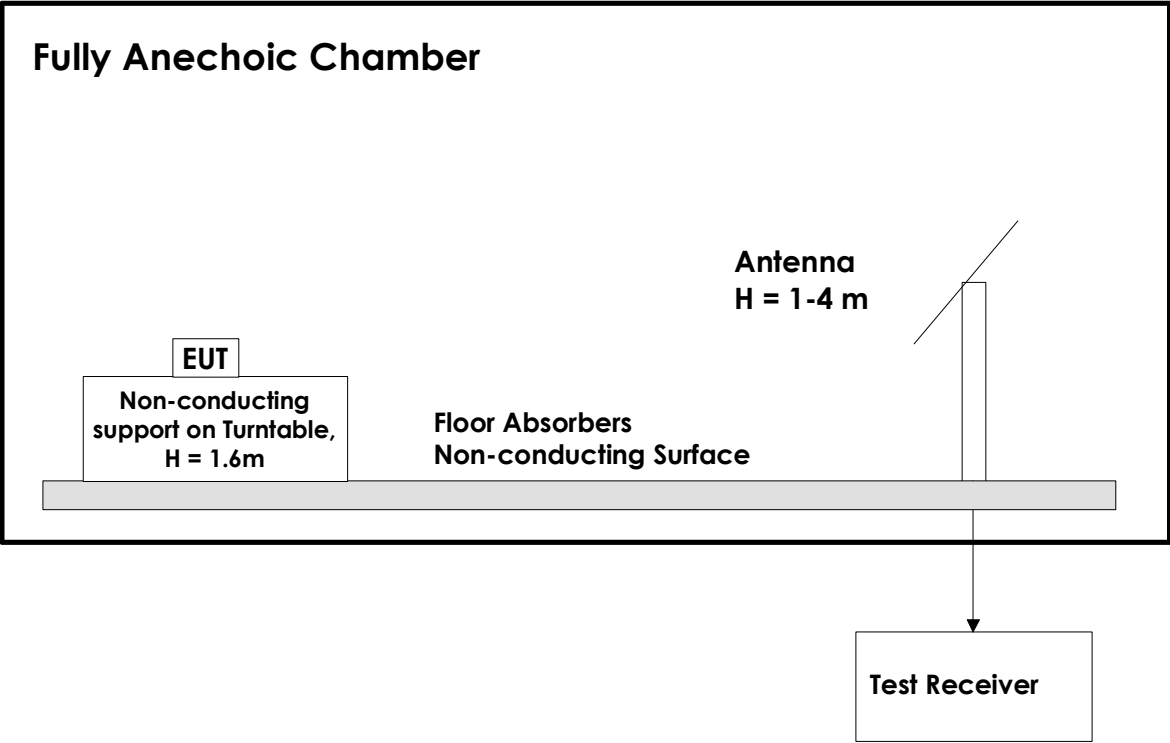 Fully Anechoic Chamber
Antenna
H = 1-4 m
EUT
Non-conducting
support on Turntable,
H = 1.6m
Floor Absorbers
Non-conducting Surface
Test Receiver